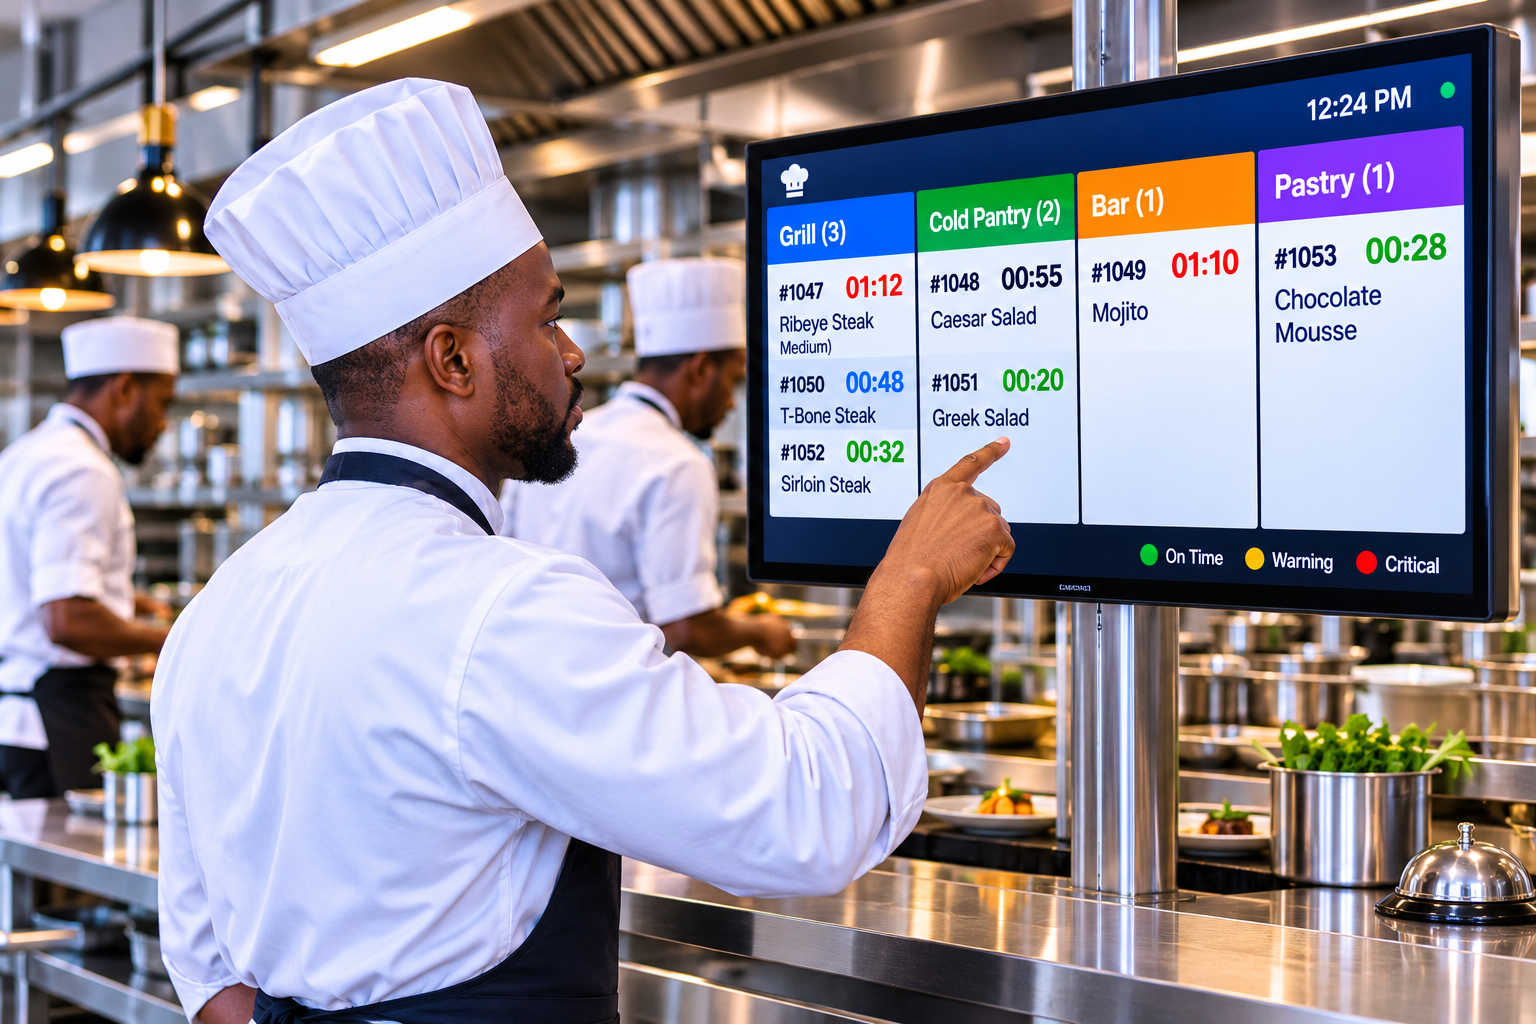 12:24 PM
Grill (3)
#1047 01:12
Ribeye Steak
Medium)
#1050 00:48
T-Bone Steak
#1052 00:32
Sirloin Steak
Cold Pantry (2)
#1048 00:55
Caesar Salad
#1051 00:20
Greek Salad
Bar (1)
#1049 01:10
Mojito
Pastry (1)
#1053 00:28
Chocolate
Mousse
On Time
Warning
Critical